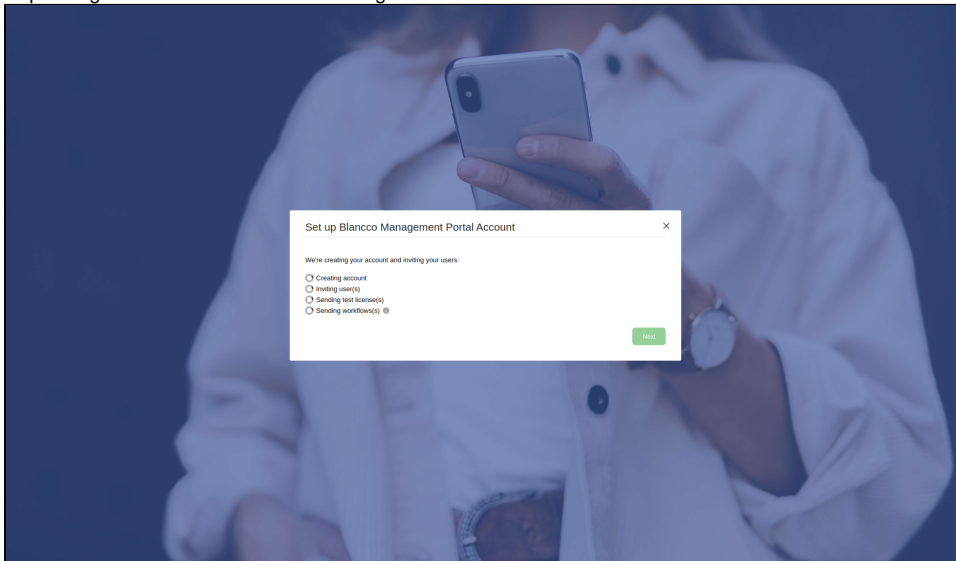 Set up Blancco Management Portal Account
We're creating your account and inviting your users:
Creating account
Inviting user(s)
Sending test license(s)
Sending workflows(s)
Next